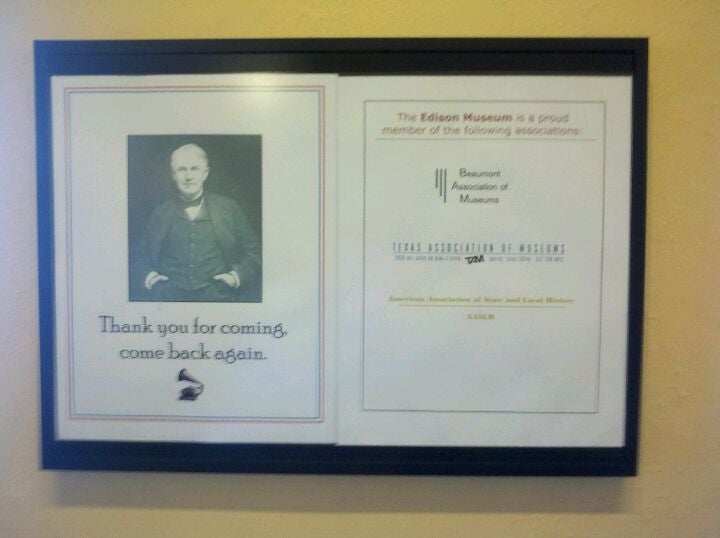 Thank you for coming,
come back again.
The Edison Museum is a proud
member of the following associations:
Beaumont
Association of
Museums
TEXAS ASSOCIATION OF MUSEUMS
TAM
American Association of State and Local History
AASLH